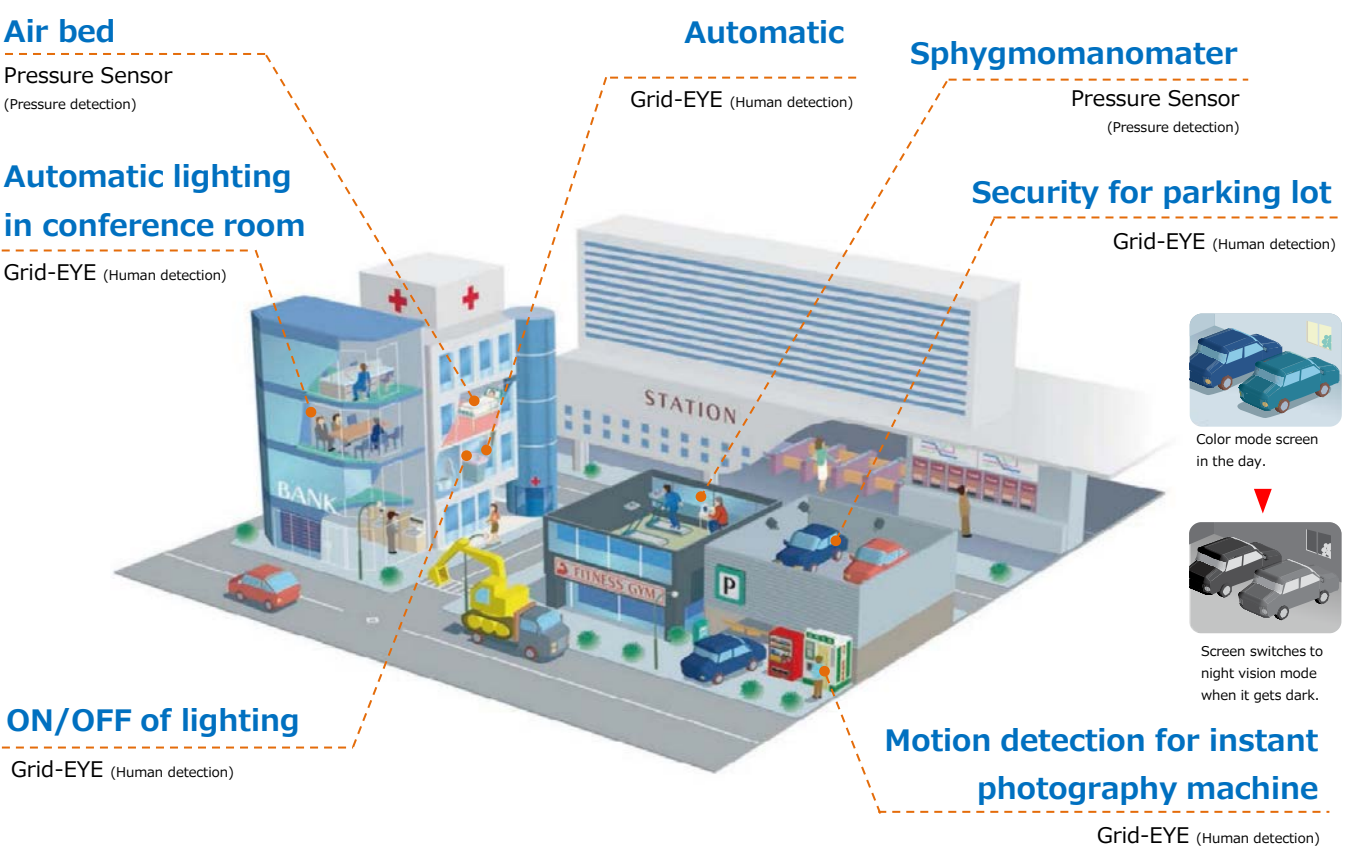 Air bed
Pressure Sensor
(Pressure detection)
Automatic
Grid-EYE (Human detection)
Sphygmomanomater
Pressure Sensor
(Pressure detection)
Automatic lighting
in conference room
Grid-EYE (Human detection)
Security for parking lot
Grid-EYE (Human detection)
STATION
BANK
FITNESS GYM
P
Color mode screen
in the day.
Screen switches to
night vision mode
when it gets dark.
ON/OFF of lighting
Grid-EYE (Human detection)
Motion detection for instant
photography machine
Grid-EYE (Human detection)